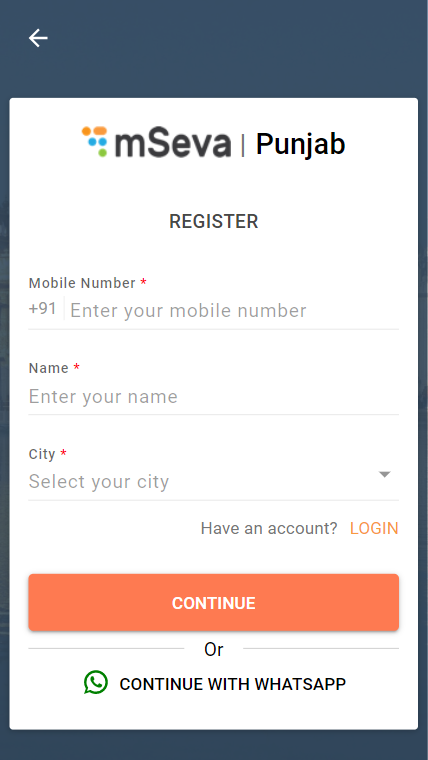 mSeva | Punjab
REGISTER
Mobile Number *
+91 Enter your mobile number
Name *
Enter your name
City *
Select your city
Have an account? LOGIN
CONTINUE
Or
CONTINUE WITH WHATSAPP